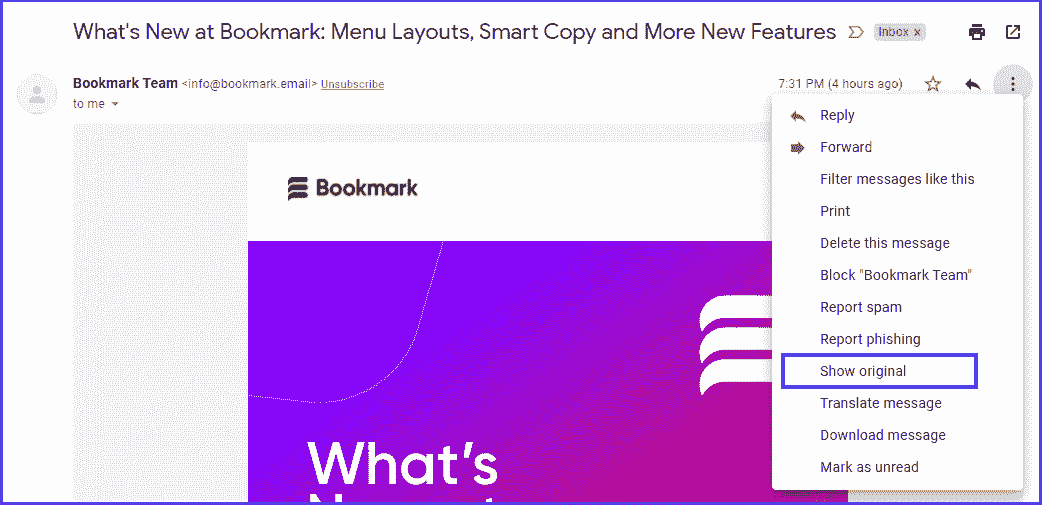 What's New at Bookmark: Menu Layouts, Smart Copy and More New Features
Inbox x
Bookmark Team <info@bookmark.email> Unsubscribe
7:31 PM (4 hours ago)
to me
Reply
Forward
Filter messages like this
Print
Delete this message
Block "Bookmark Team"
Report spam
Report phishing
Show original
Translate message
Download message
Mark as unread
Bookmark
What's